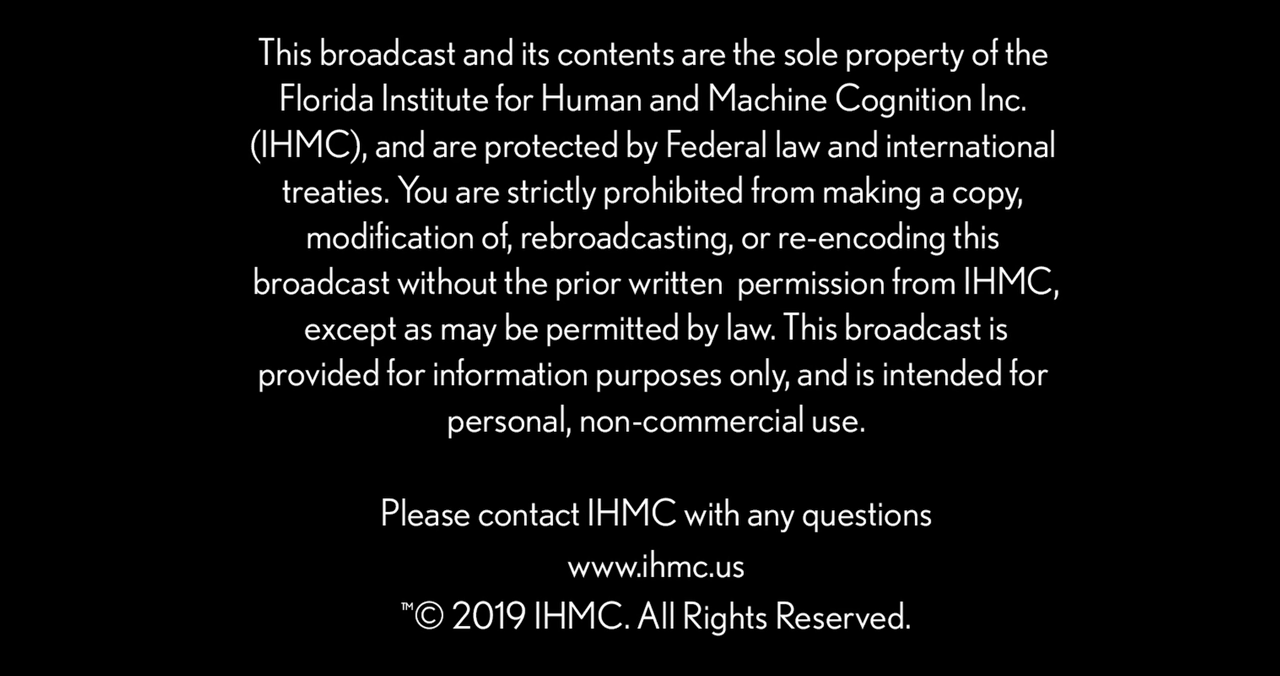 This broadcast and its contents are the sole property of the
Florida Institute for Human and Machine Cognition Inc.
(IHMC), and are protected by Federal law and international
treaties. You are strictly prohibited from making a copy,
modification of, rebroadcasting, or re-encoding this
broadcast without the prior written  permission from IHMC,
except as may be permitted by law. This broadcast is
provided for information purposes only, and is intended for
personal, non-commercial use.
Please contact IHMC with any questions
www.ihmc.us
™© 2019 IHMC. All Rights Reserved.